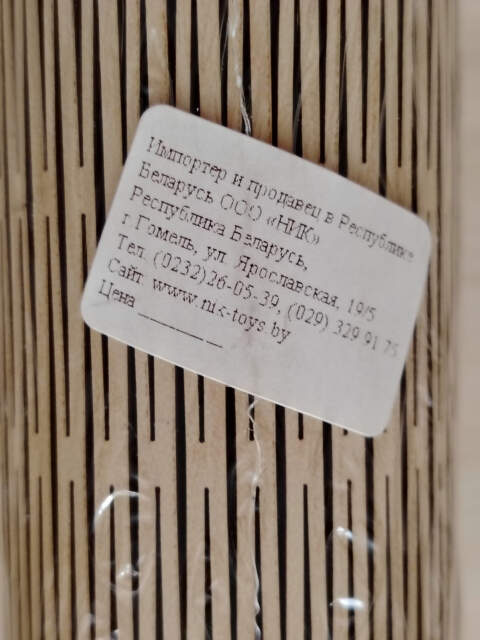 Импортер и продавец в Республике
Беларусь ООО «НИК»
Республика Беларусь,
г.Гомель, ул. Ярославская, 19/5
Тел. (0232)26-05-39, (029) 329 91 75
Сайт: www.nik-toys.by
Цена ________